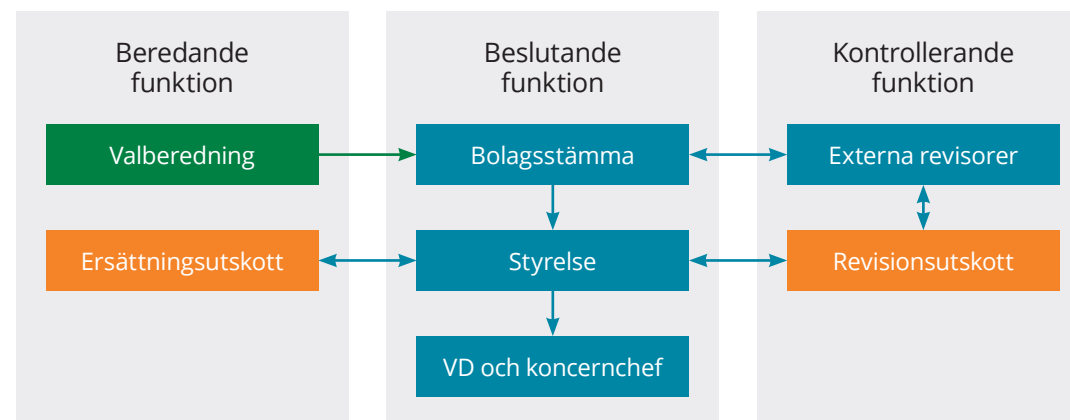 Beredande
funktion
Valberedning
Ersättningsutskott
Beslutande
funktion
Bolagsstämma
Styrelse
VD och koncernchef
Kontrollerande
funktion
Externa revisorer
Revisionsutskott